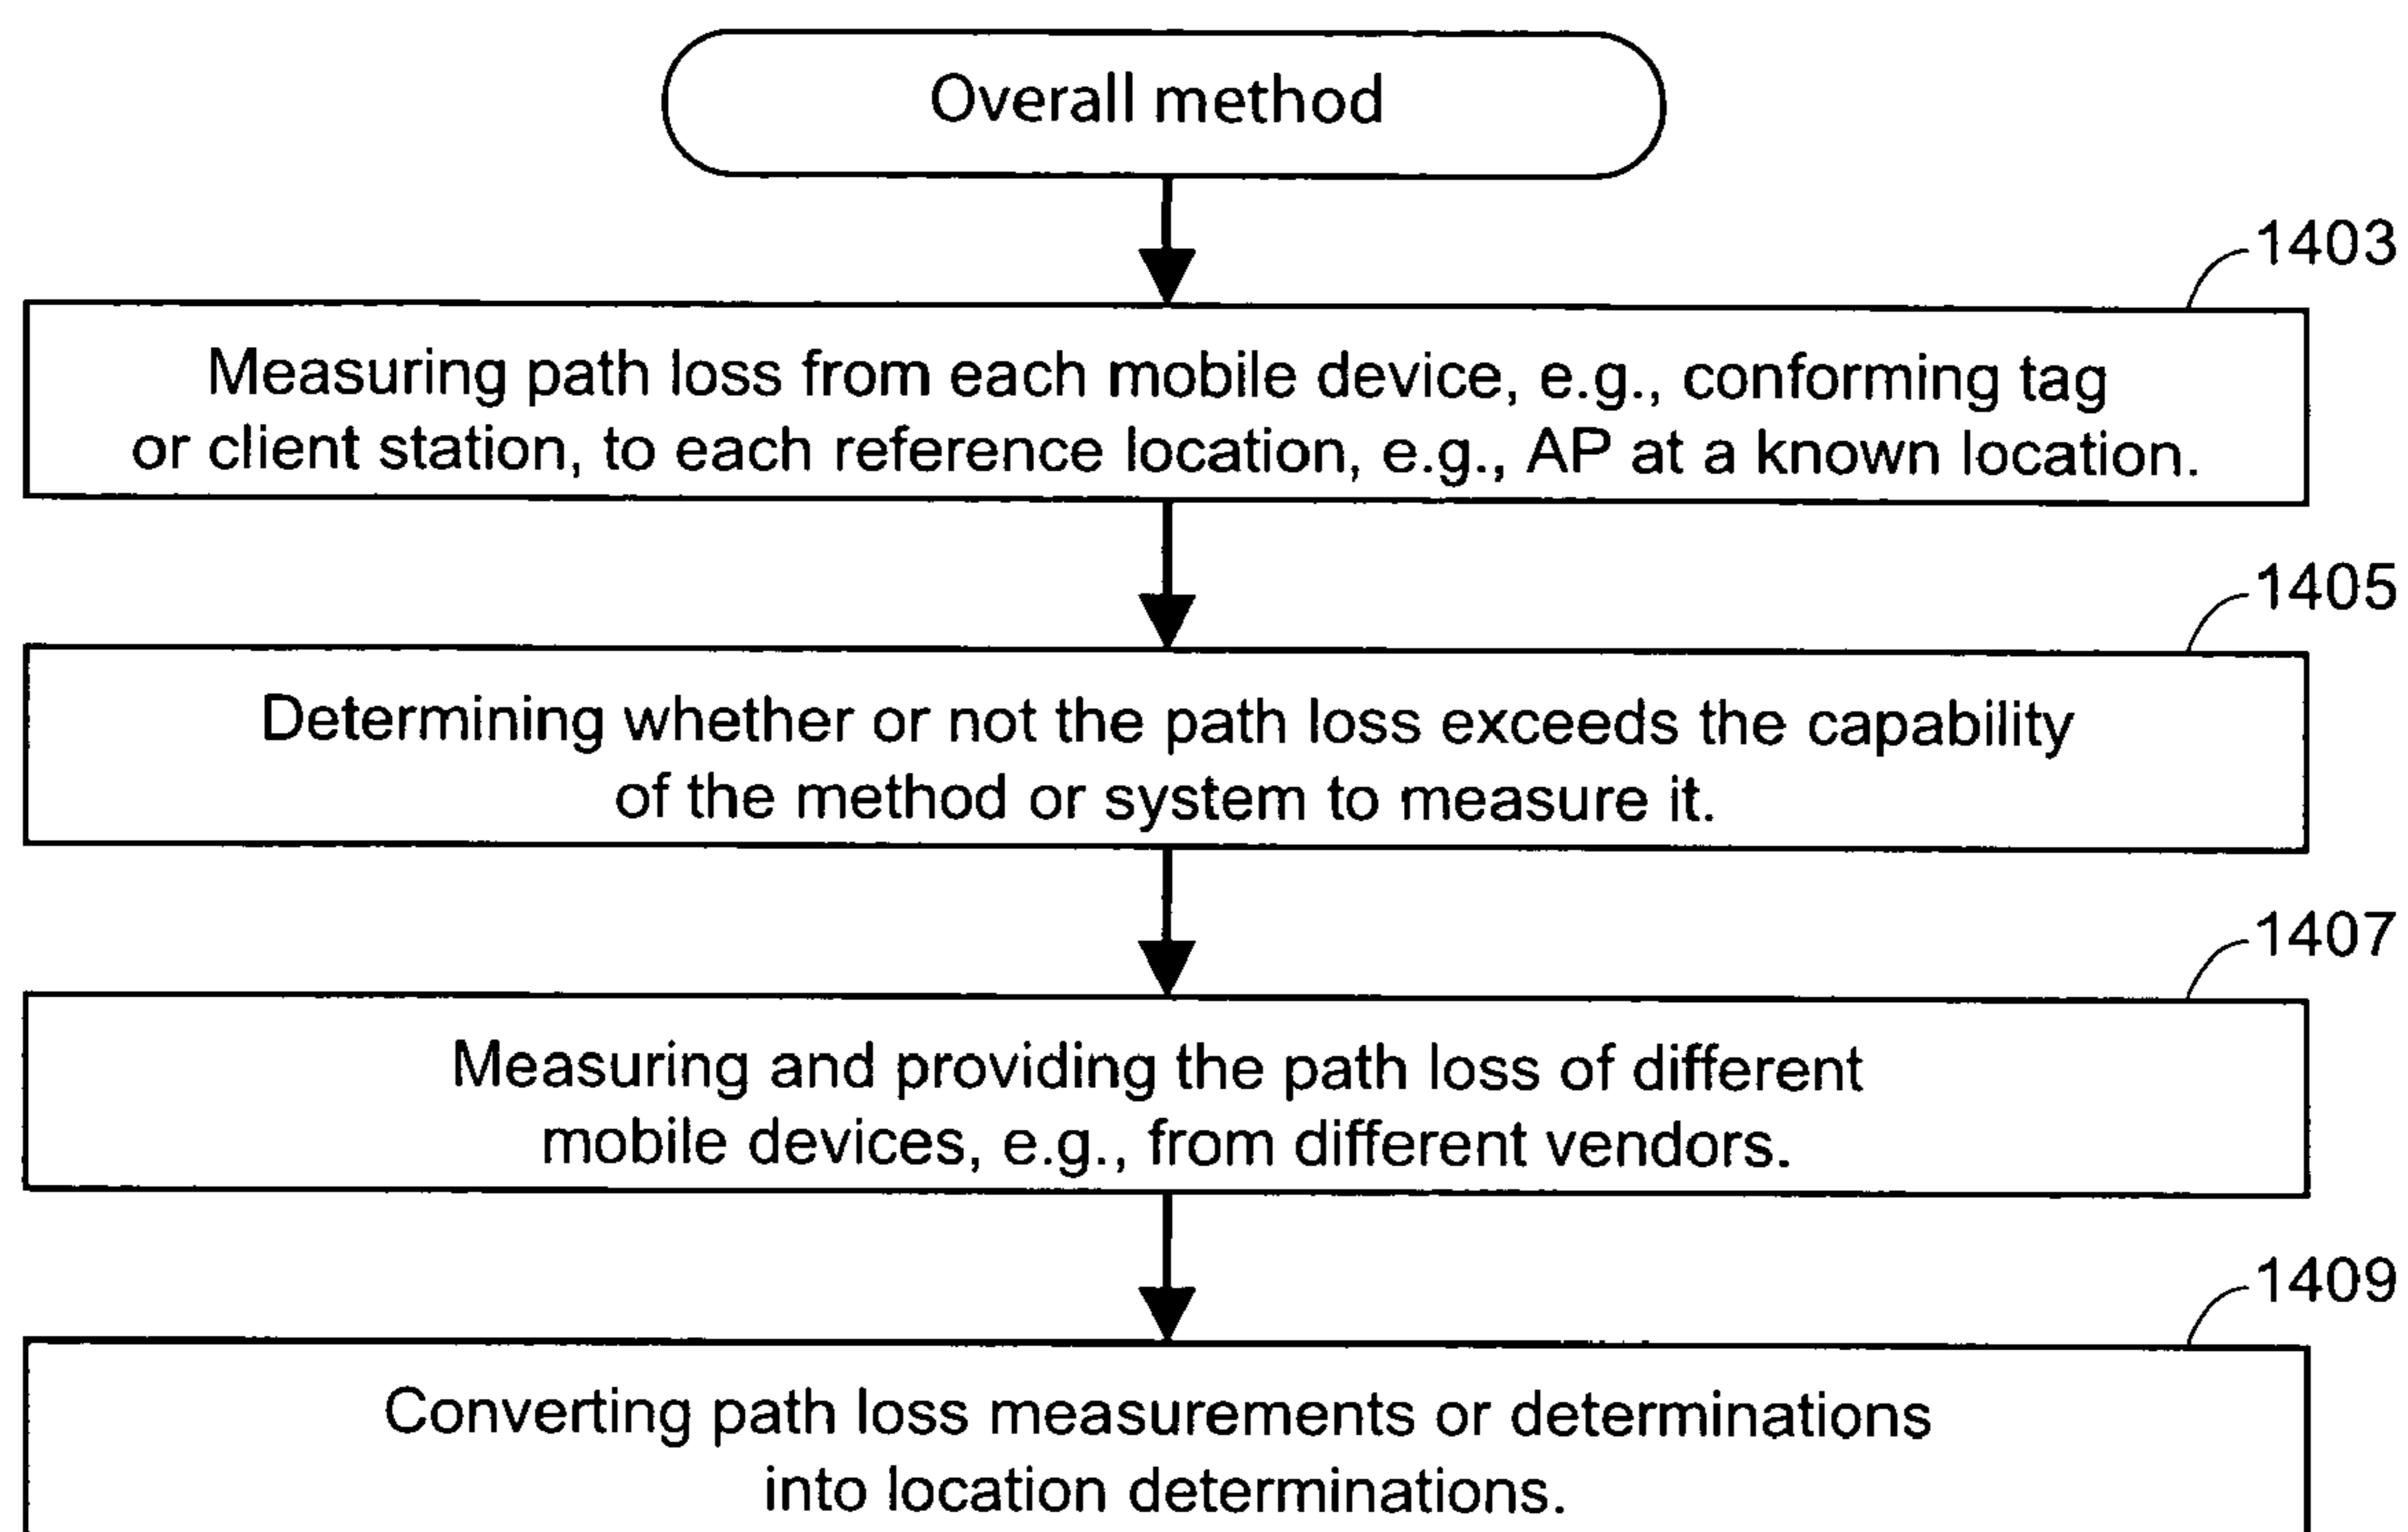 Overall method
1403
Measuring path loss from each mobile device, e.g., conforming tag
or client station, to each reference location, e.g., AP at a known location.
1405
Determining whether or not the path loss exceeds the capability
of the method or system to measure it.
1407
Measuring and providing the path loss of different
mobile devices, e.g., from different vendors.
1409
Converting path loss measurements or determinations
into location determinations.